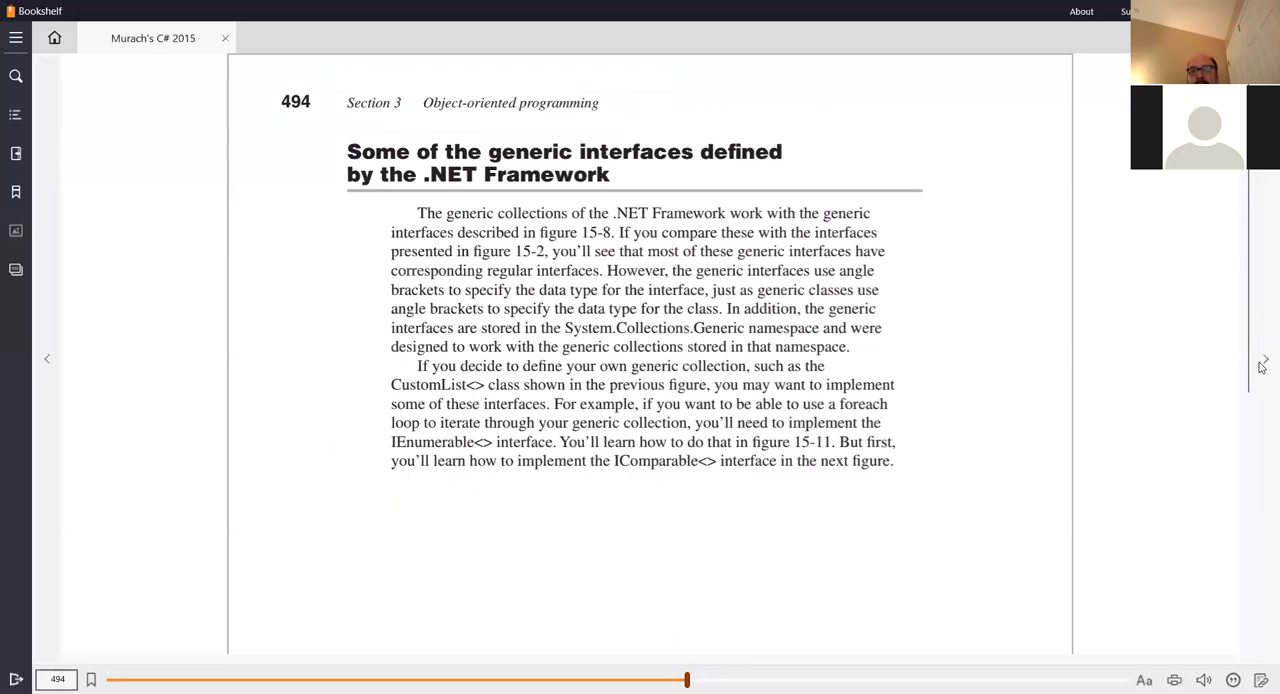 Bookshelf
About
Murach's C# 2015
494
Section 3 Object-oriented programming
Some of the generic interfaces defined
by the .NET Framework
The generic collections of the .NET Framework work with the generic
interfaces described in figure 15-8. If you compare these with the interfaces
presented in figure 15-2, you'll see that most of these generic interfaces have
corresponding regular interfaces. However, the generic interfaces use angle
brackets to specify the data type for the interface, just as generic classes use
angle brackets to specify the data type for the class. In addition, the generic
interfaces are stored in the System.Collections.Generic namespace and were
designed to work with the generic collections stored in that namespace.
If you decide to define your own generic collection, such as the
CustomList<> class shown in the previous figure, you may want to implement
some of these interfaces. For example, if you want to be able to use a foreach
loop to iterate through your generic collection, you'll need to implement the
IEnumerable<> interface. You'll learn how to do that in figure 15-11. But first,
you'll learn how to implement the IComparable<> interface in the next figure.
494
Aa